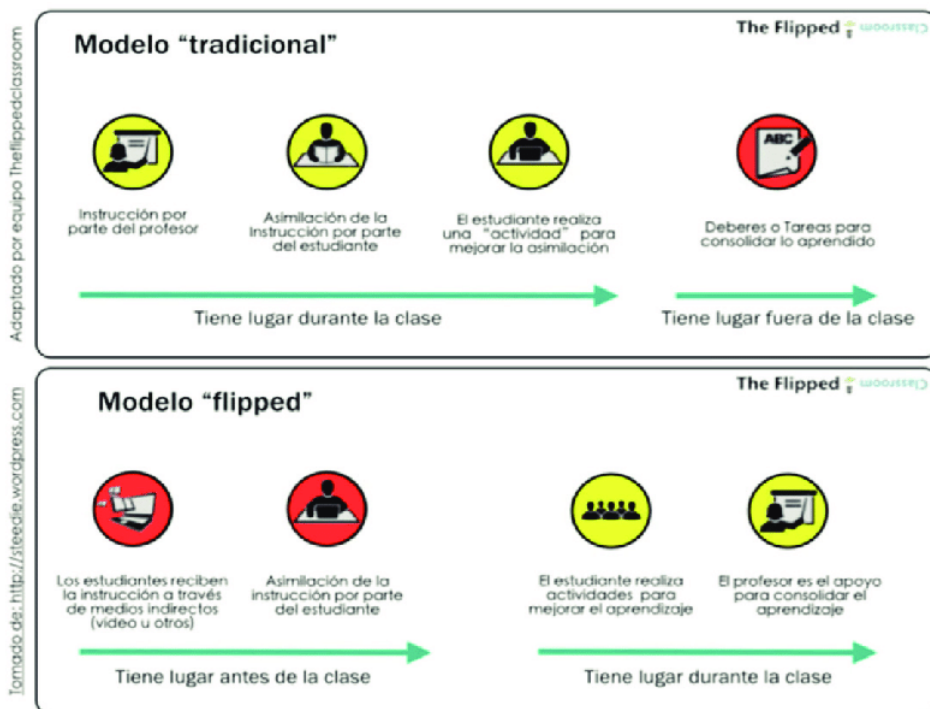 Modelo “tradicional”
The Flipped Classroom
ABC
Instrucción por
parte del profesor
Asimilación de la
Instrucción por parte
del estudiante
El estudiante realiza
una “actividad” para
mejorar la asimilación
Deberes o Tareas para
consolidar lo aprendido
Tiene lugar durante la clase
Tiene lugar fuera de la clase
Adaptado por equipo Theflippedclassroom
Modelo “flipped”
The Flipped Classroom
Los estudiantes reciben
la instrucción a través
de medios indirectos
(vídeo u otros)
Asimilación de la
instrucción por parte
del estudiante
El estudiante realiza
actividades para
mejorar el aprendizaje
El profesor es el apoyo
para consolidar el
aprendizaje
Tiene lugar antes de la clase
Tiene lugar durante la clase
Tomado de: http://steedie.wordpress.com